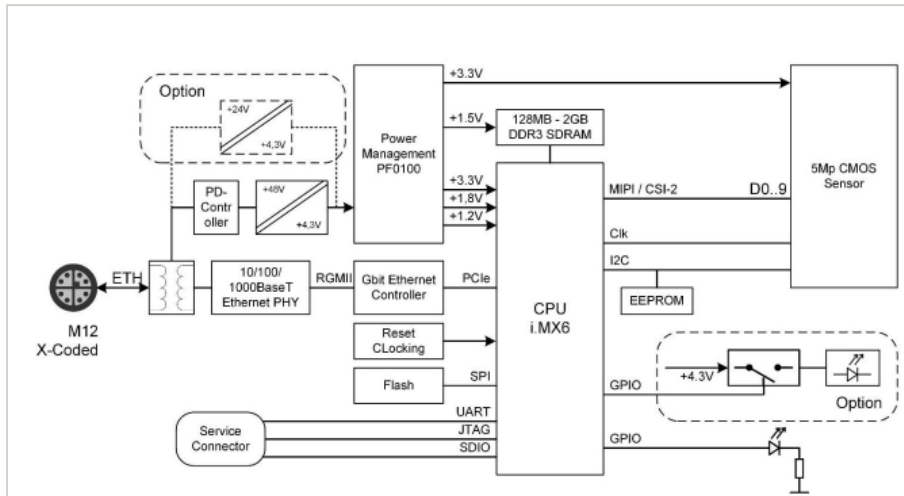 Option
+24V
+4,3V
PD-
Contr
oller
+48V
+4,3V
Power
Management
PF0100
+3.3V
+1.5V
+3.3V
+1,8V
+1.2V
128MB - 2GB
DDR3 SDRAM
5Mp CMOS
Sensor
MIPI / CSI-2
D0..9
Clk
I2C
EEPROM
ETH
M12
X-Coded
10/100/
1000BaseT
Ethernet PHY
RGMII
Gbit Ethernet
Controller
PCIe
CPU
i.MX6
Reset
CLocking
Flash
SPI
GPIO
+4.3V
Option
Service
Connector
UART
JTAG
SDIO
GPIO